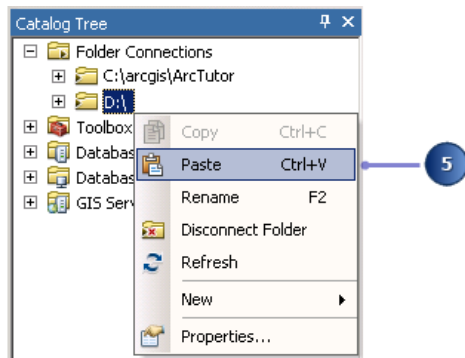 Catalog Tree
Folder Connections
C:\arcgis\ArcTutor
D:\
Toolbox
Databas
Databas
GIS Serv
Copy Ctrl+C
Paste Ctrl+V
Rename F2
Disconnect Folder
Refresh
New
Properties...
5